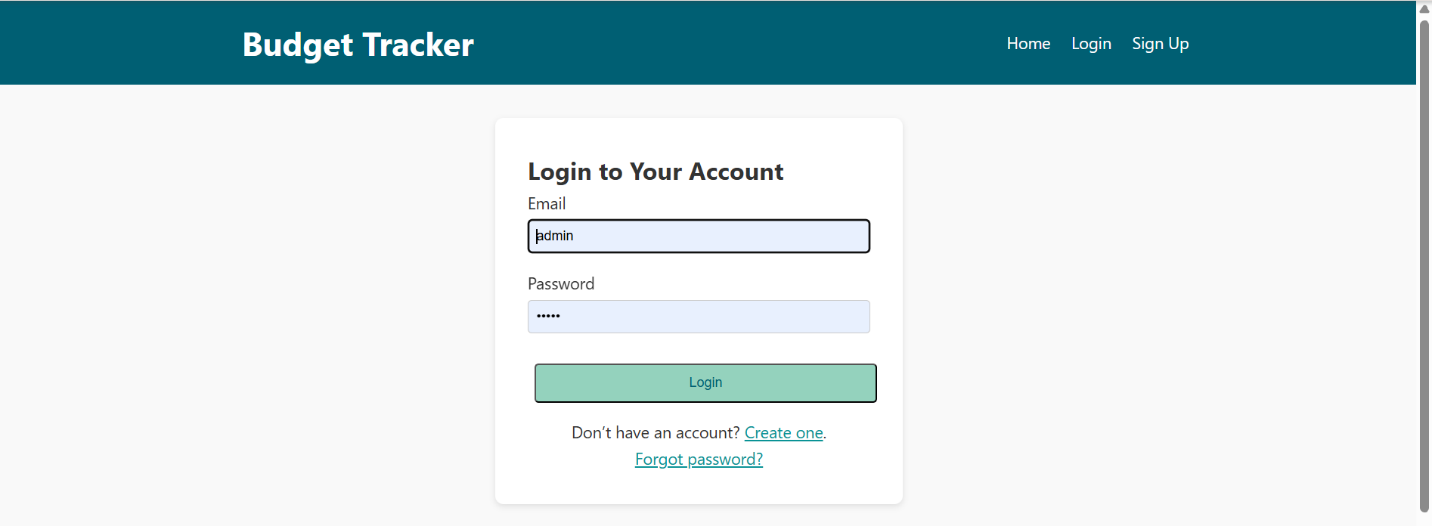 Budget Tracker
Home Login Sign Up
Login to Your Account
Email
admin
Password
•••••
Login
Don’t have an account? Create one.
Forgot password?